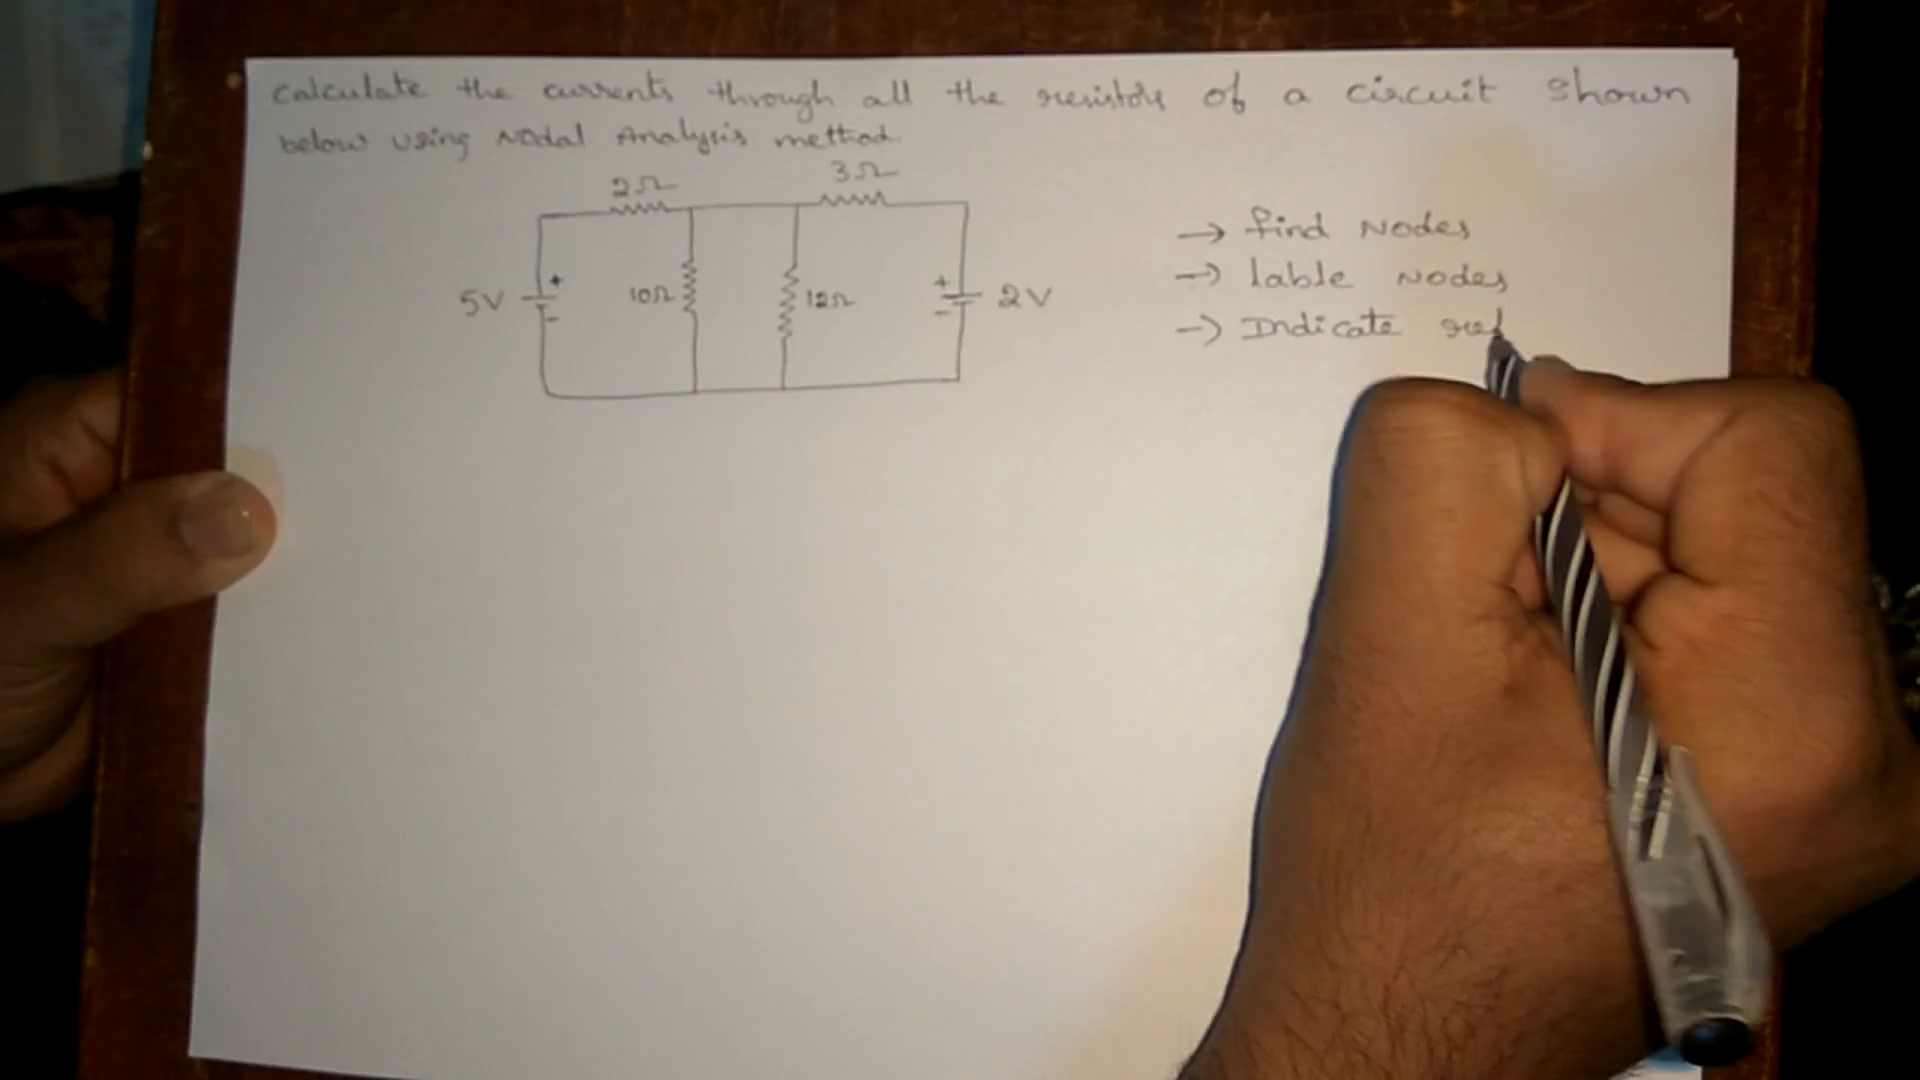 calculate the currents through all the resistors of a circuit shown
below using Nodal Analysis method.
2Ω
3Ω
5V
+
-
10Ω
12Ω
+
-
2V
→ find Nodes
→ lable Nodes
→ Indicate ref